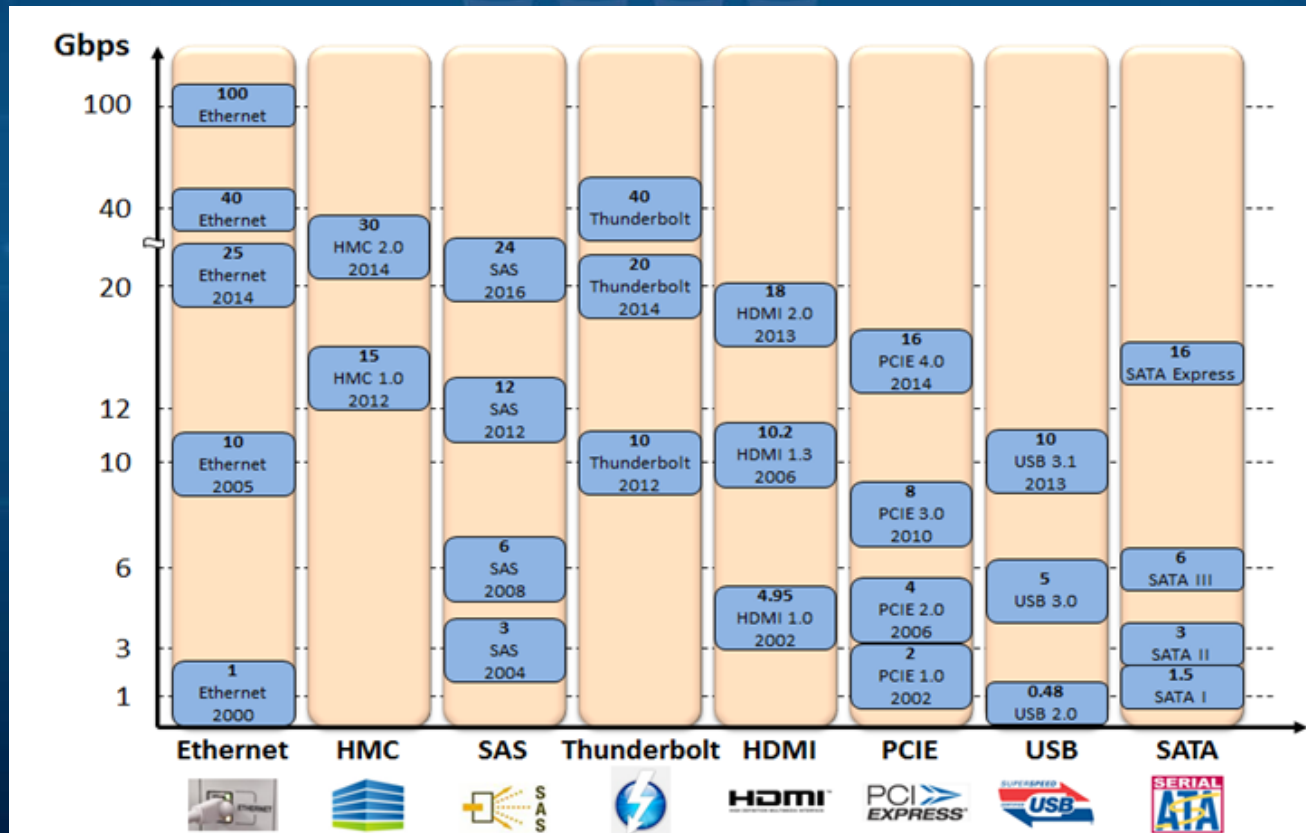 Gbps
100
40
20
12
10
6
3
1
100
Ethernet
40
Ethernet
25
Ethernet
2014
10
Ethernet
2005
1
Ethernet
2000
30
HMC 2.0
2014
15
HMC 1.0
2012
24
SAS
2016
12
SAS
2012
6
SAS
2008
3
SAS
2004
40
Thunderbolt
20
Thunderbolt
2014
10
Thunderbolt
2012
18
HDMI 2.0
2013
10.2
HDMI 1.3
2006
4.95
HDMI 1.0
2002
16
PCIE 4.0
2014
8
PCIE 3.0
2010
4
PCIE 2.0
2006
2
PCIE 1.0
2002
10
USB 3.1
2013
5
USB 3.0
0.48
USB 2.0
16
SATA Express
6
SATA III
3
SATA II
1.5
SATA I
Ethernet HMC SAS Thunderbolt HDMI PCIE USB SATA
ETHERNET
SAS
HDMI
PCI
EXPRESS
SUPERSPEED
USB
SERIAL
ATA